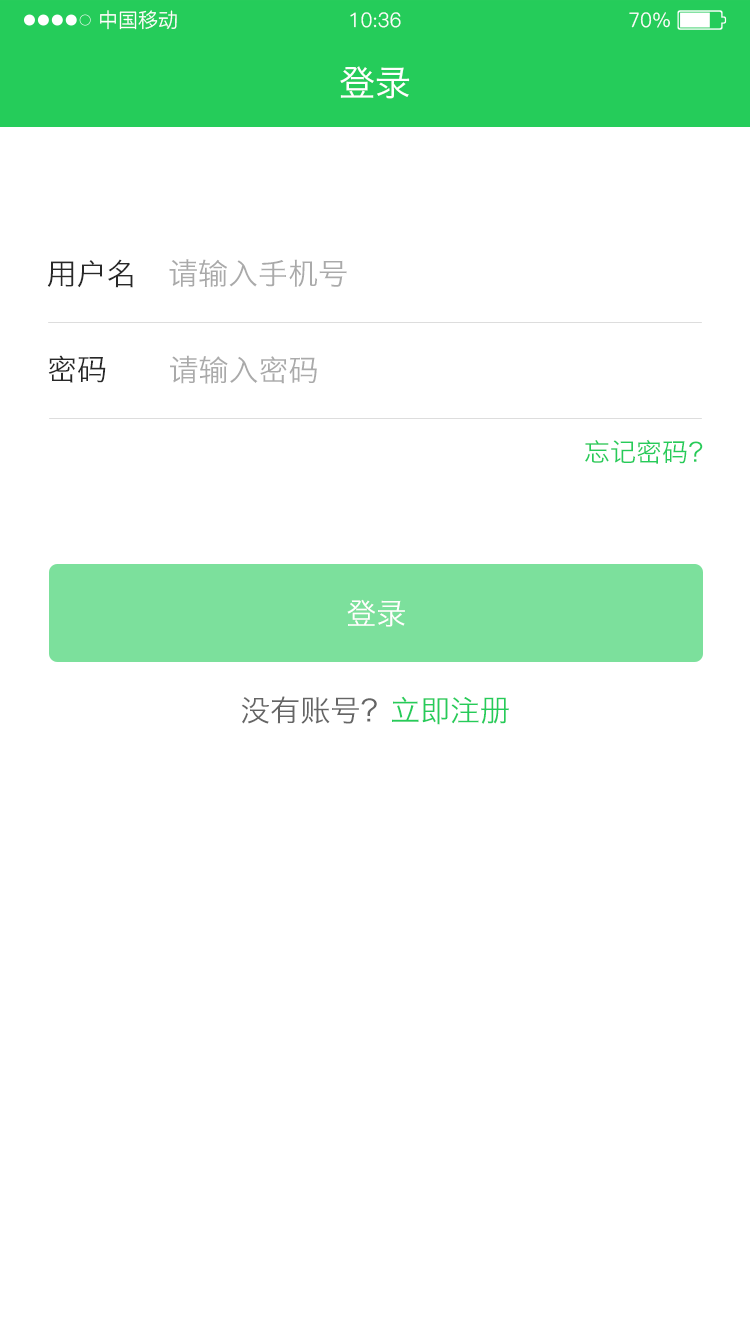 中国移动 10:36 70%
登录
用户名 请输入手机号
密码 请输入密码
忘记密码?
登录
没有账号? 立即注册